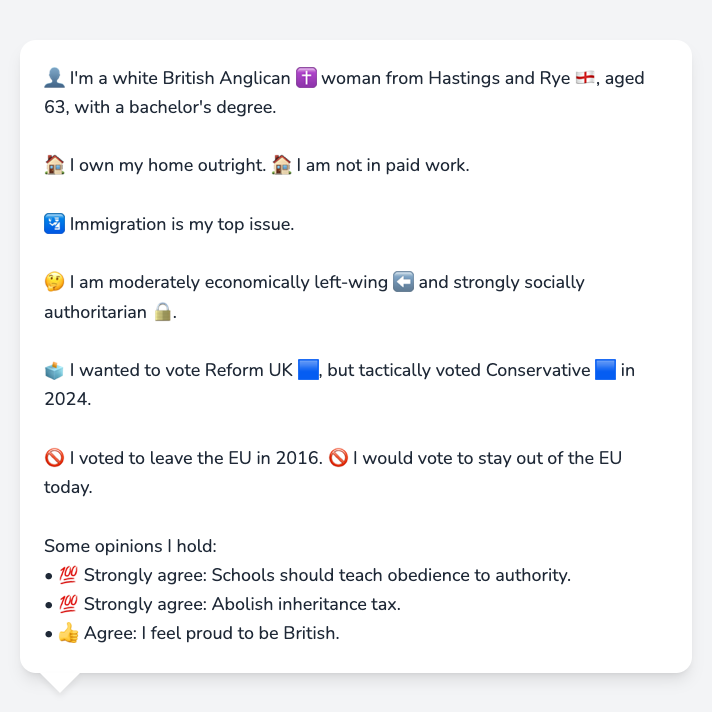 👤 I'm a white British Anglican ✝️ woman from Hastings and Rye 🏴󠁧󠁢󠁥󠁮󠁧󠁿, aged
63, with a bachelor's degree.
🏠 I own my home outright. 🏠 I am not in paid work.
🛂 Immigration is my top issue.
🤔 I am moderately economically left-wing ⬅️ and strongly socially
authoritarian 🔒.
🗳️ I wanted to vote Reform UK 🟦, but tactically voted Conservative 🟦 in
2024.
🚫 I voted to leave the EU in 2016. 🚫 I would vote to stay out of the EU
today.
Some opinions I hold:
• 💯 Strongly agree: Schools should teach obedience to authority.
• 💯 Strongly agree: Abolish inheritance tax.
• 👍 Agree: I feel proud to be British.